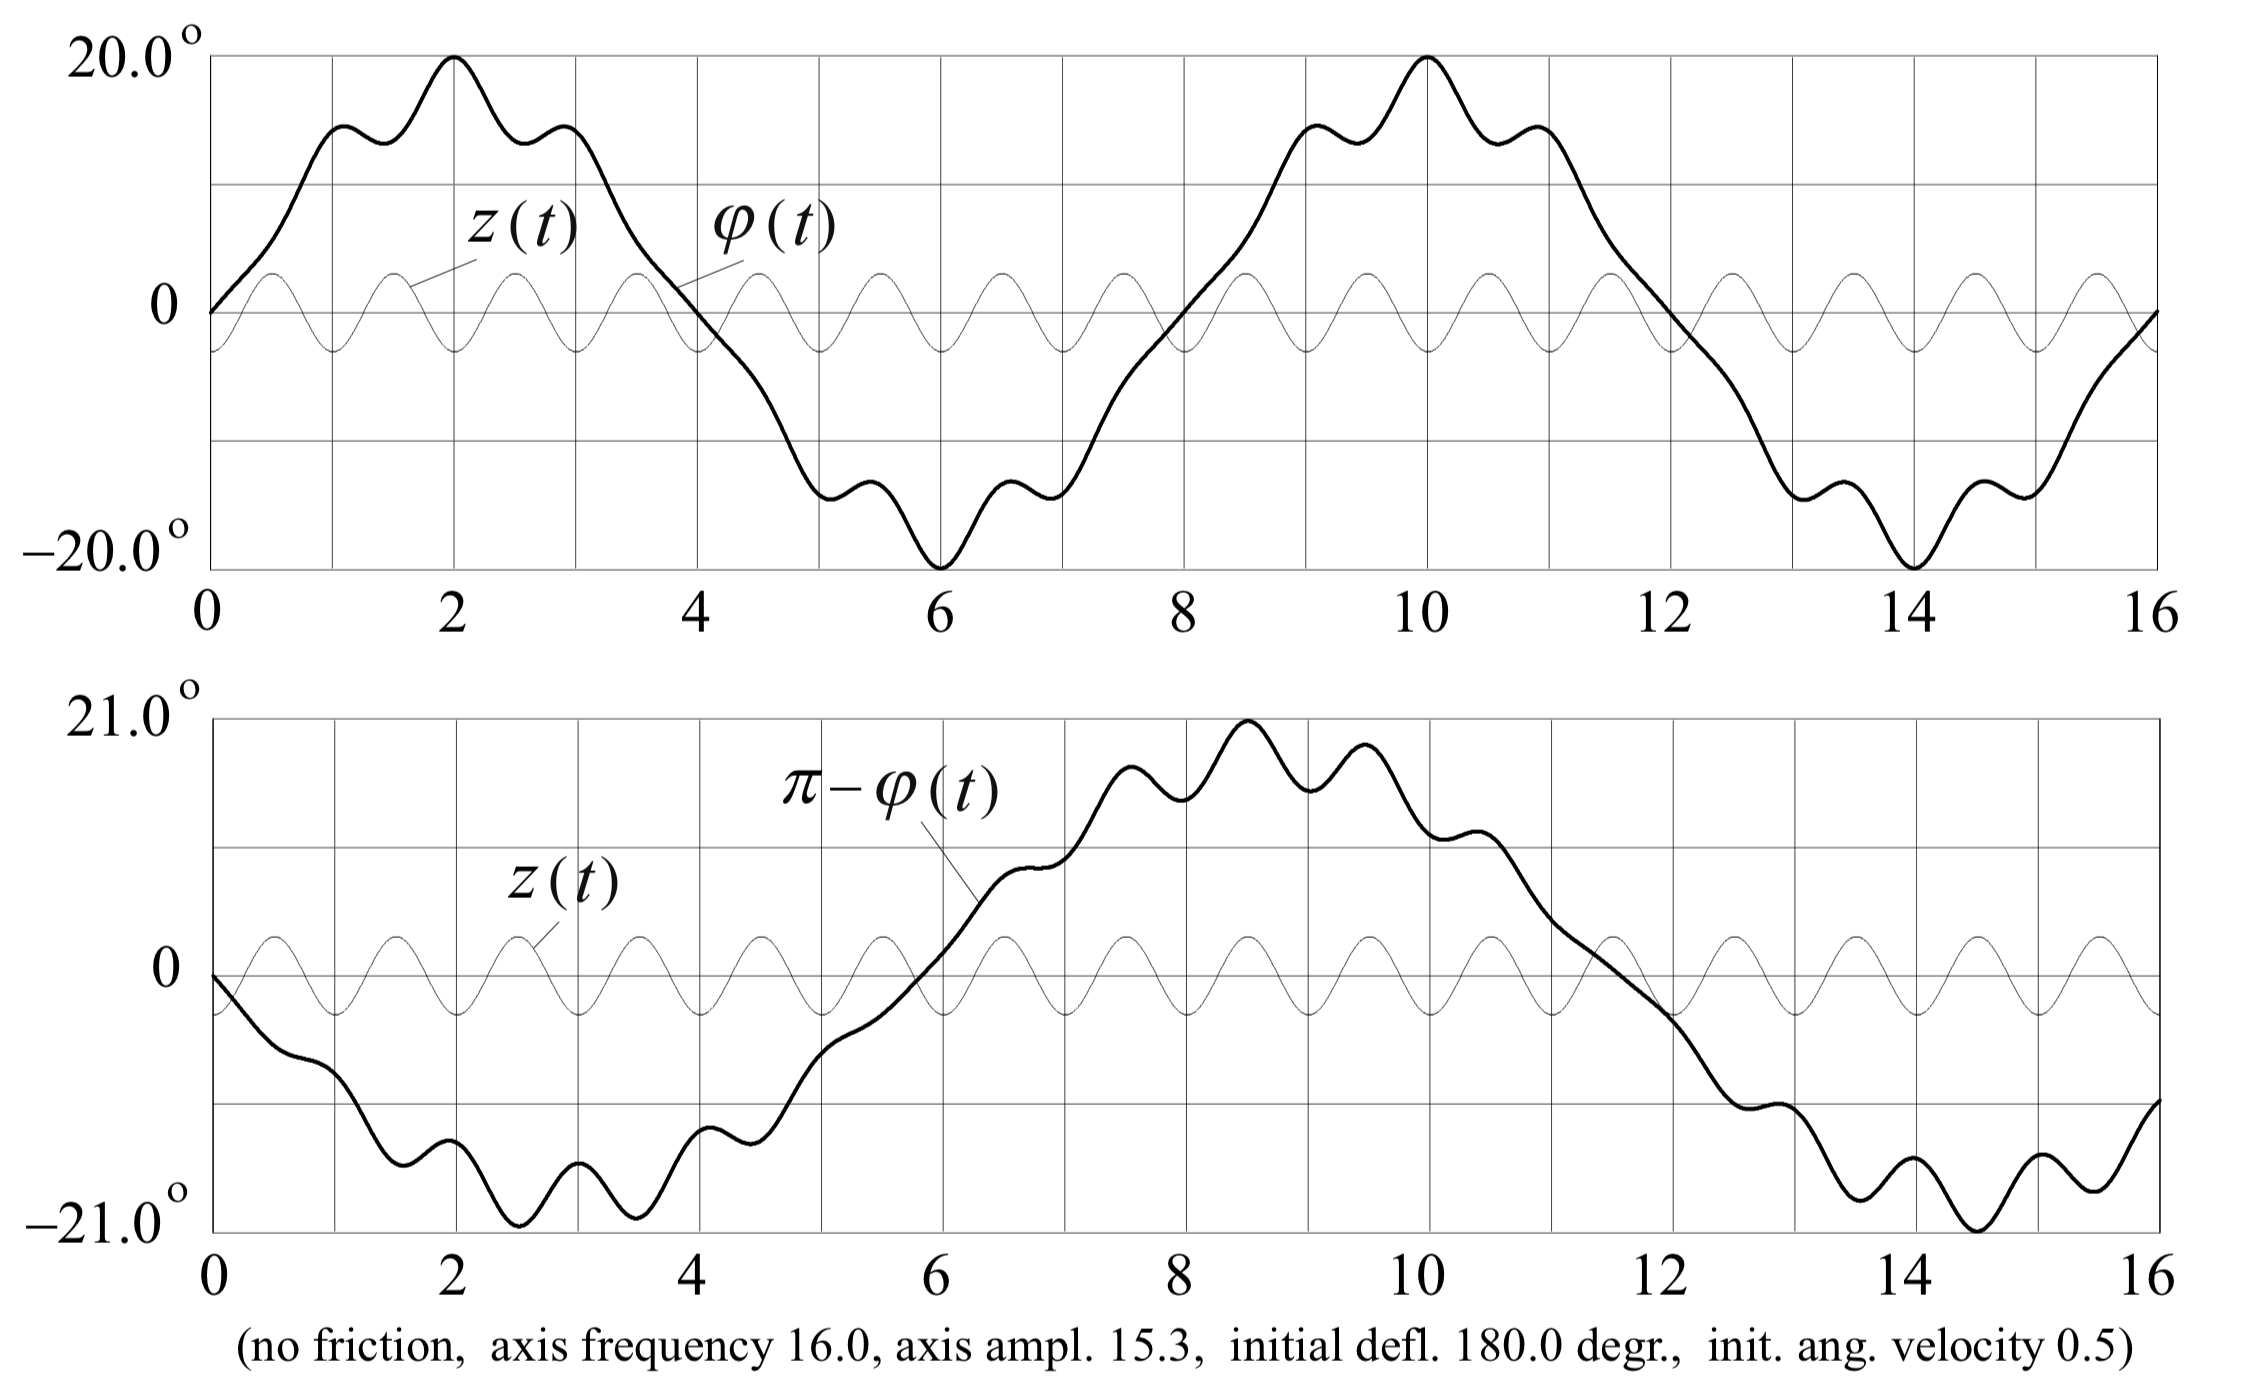 20.0°
z(t) φ(t)
0
−20.0°
0 2 4 6 8 10 12 14 16
21.0°
π−φ(t)
z(t)
0
−21.0°
0 2 4 6 8 10 12 14 16
(no friction, axis frequency 16.0, axis ampl. 15.3, initial defl. 180.0 degr., init. ang. velocity 0.5)